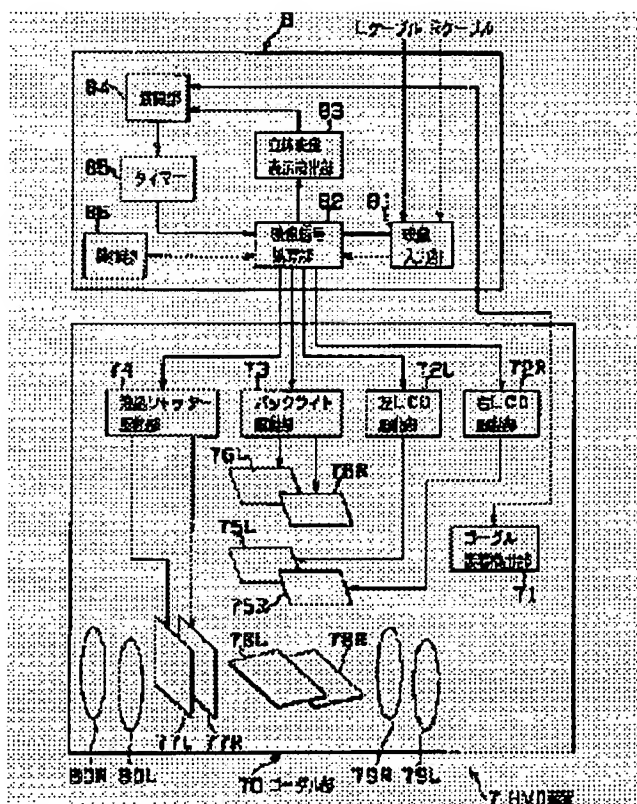 8
Lケーブル Rケーブル
84
制御部
83
立体映像
表示検出部
85
タイマー
82
81
映像信号
処理部
映像
入力部
86
74
73
72L
72R
液晶シャッター
駆動部
バックライト
駆動部
左LCD
駆動部
右LCD
駆動部
76L
76R
75L
ゴーグル
装着検出部
71
78L
78R
77L
77R
80R
80L
70 ゴーグル部
79R
79L
7 HMD装置